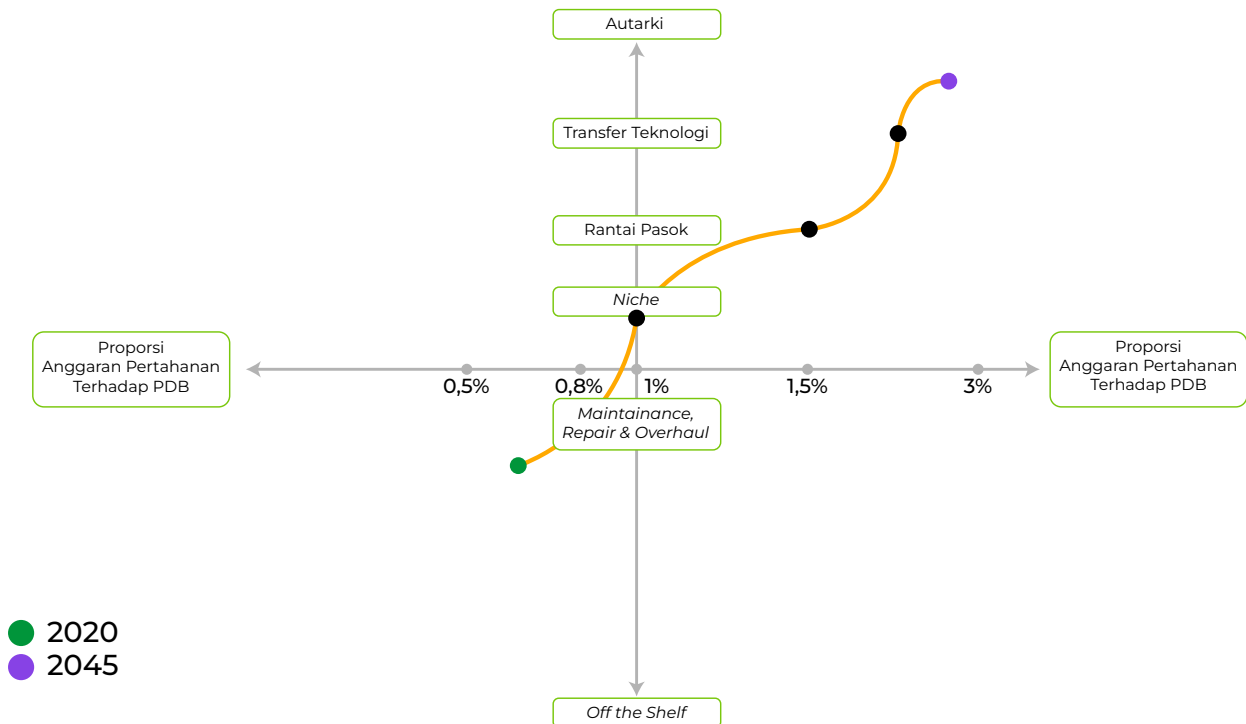 Autarki
Transfer Teknologi
Rantai Pasok
Niche
Proporsi
Anggaran Pertahanan
Terhadap PDB
Proporsi
Anggaran Pertahanan
Terhadap PDB
0,5%
0,8%
1%
1,5%
3%
Maintainance,
Repair & Overhaul
2020
2045
Off the Shelf